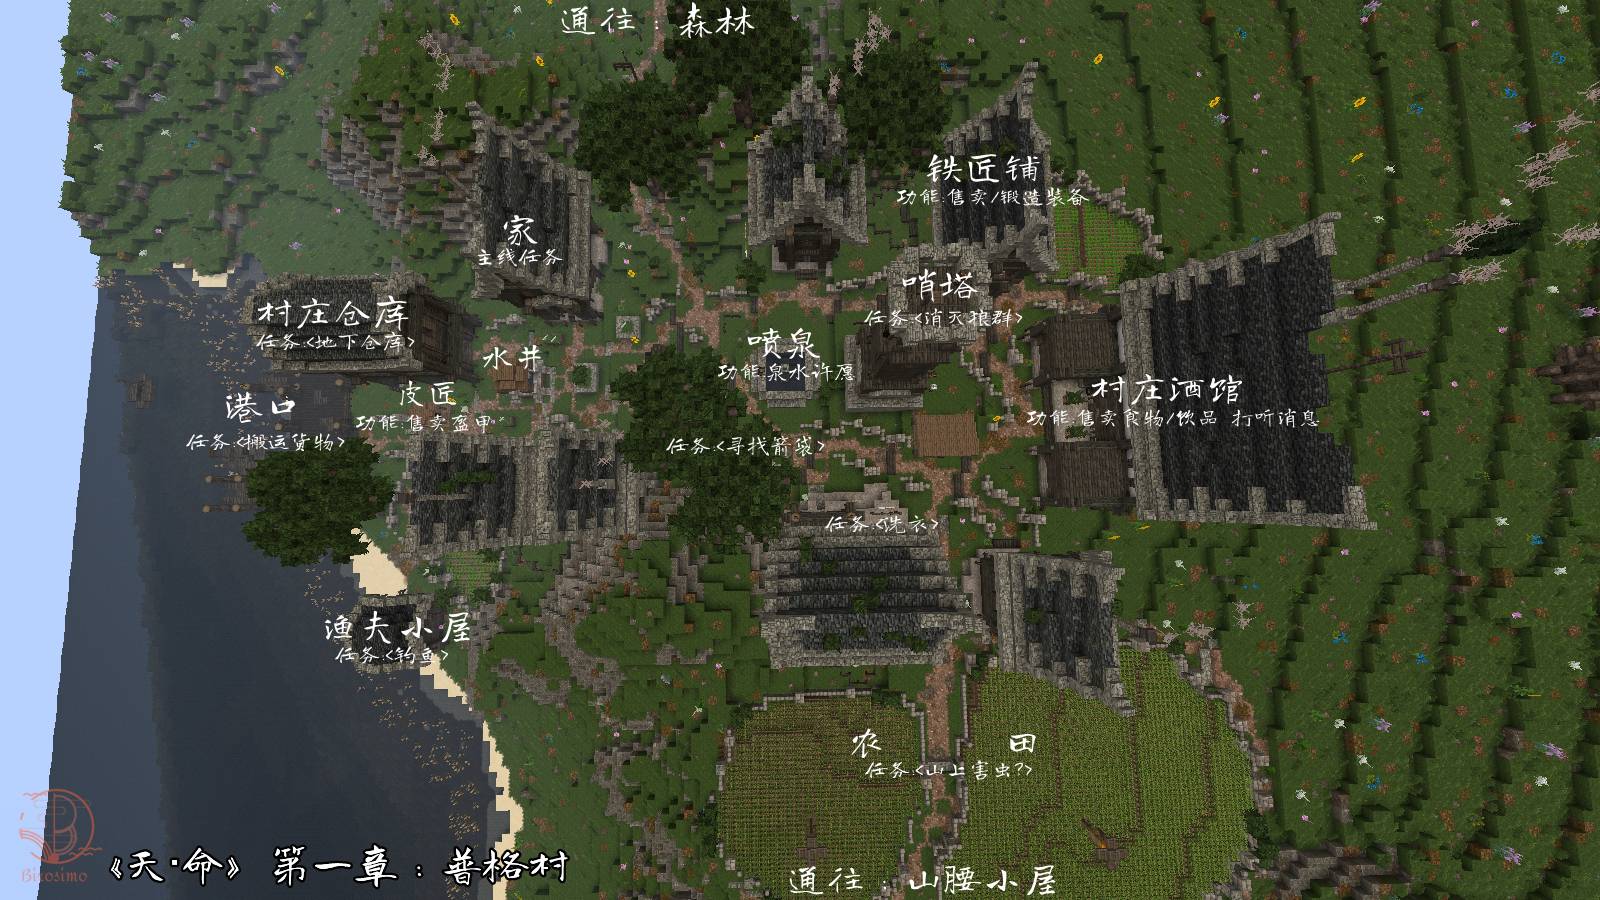 通往：森林
铁匠铺
功能:售卖/锻造装备
家
主线任务
哨塔
任务:<消灭狼群>
村庄仓库
任务:<地下仓库>
水井
喷泉
功能:泉水许愿
皮匠
功能:售卖盔甲
港口
任务:<搬运货物>
村庄酒馆
功能:售卖食物/饮品 打听消息
任务:<寻找箭袋>
任务:<洗衣>
渔夫小屋
任务:<钓鱼>
农 田
任务:<山上害虫?>
Bitosimo
《天·命》 第一章：普格村
通往：山腰小屋